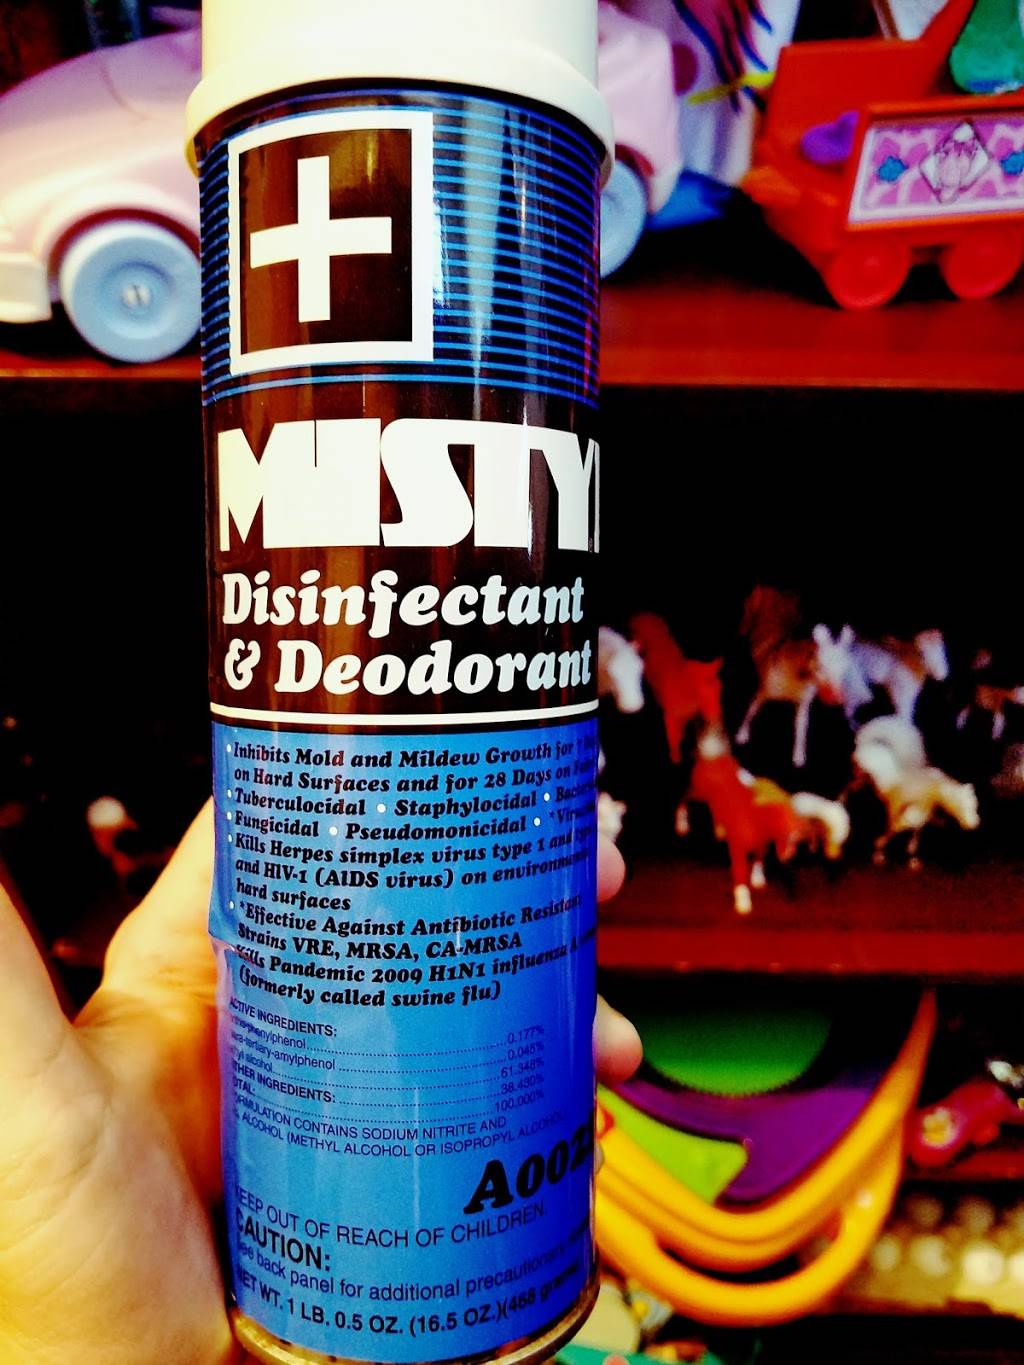 MISTY
Disinfectant
& Deodorant
• Inhibits Mold and Mildew Growth for 7
on Hard Surfaces and for 28 Days on
• Tuberculocidal • Staphylocidal •
• Fungicidal • Pseudomonicidal •
• Kills Herpes simplex virus type 1 and
and HIV-1 (AIDS virus) on
hard surfaces
• *Effective Against Antibiotic Resistant
Strains VRE, MRSA, CA-MRSA
Kills Pandemic 2009 H1N1 influenza A
(formerly called swine flu)
ACTIVE INGREDIENTS:
0.177%
0.045%
61.348%
OTHER INGREDIENTS: 38.430%
TOTAL 100.000%
FORMULATION CONTAINS SODIUM NITRITE AND
ALCOHOL (METHYL ALCOHOL OR ISOPROPYL ALCOHOL
KEEP OUT OF REACH OF CHILDREN.
CAUTION:
See back panel for additional precautionary
NET WT. 1 LB. 0.5 OZ. (16.5 OZ.)(468